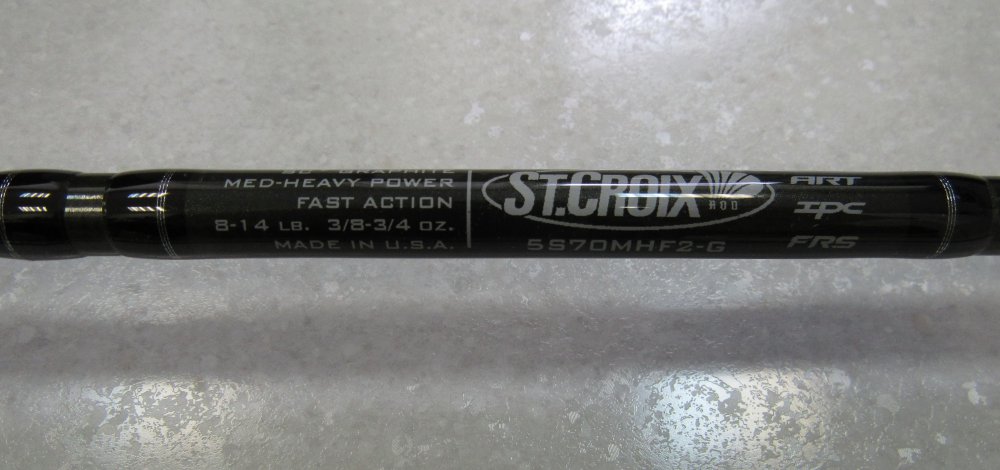 GRAPHITE
MED-HEAVY POWER
FAST ACTION
8-14 LB. 3/8-3/4 OZ.
MADE IN U.S.A.
ST.CROIX
ROD
5S70MHF2-G
ART
IPC
FRS